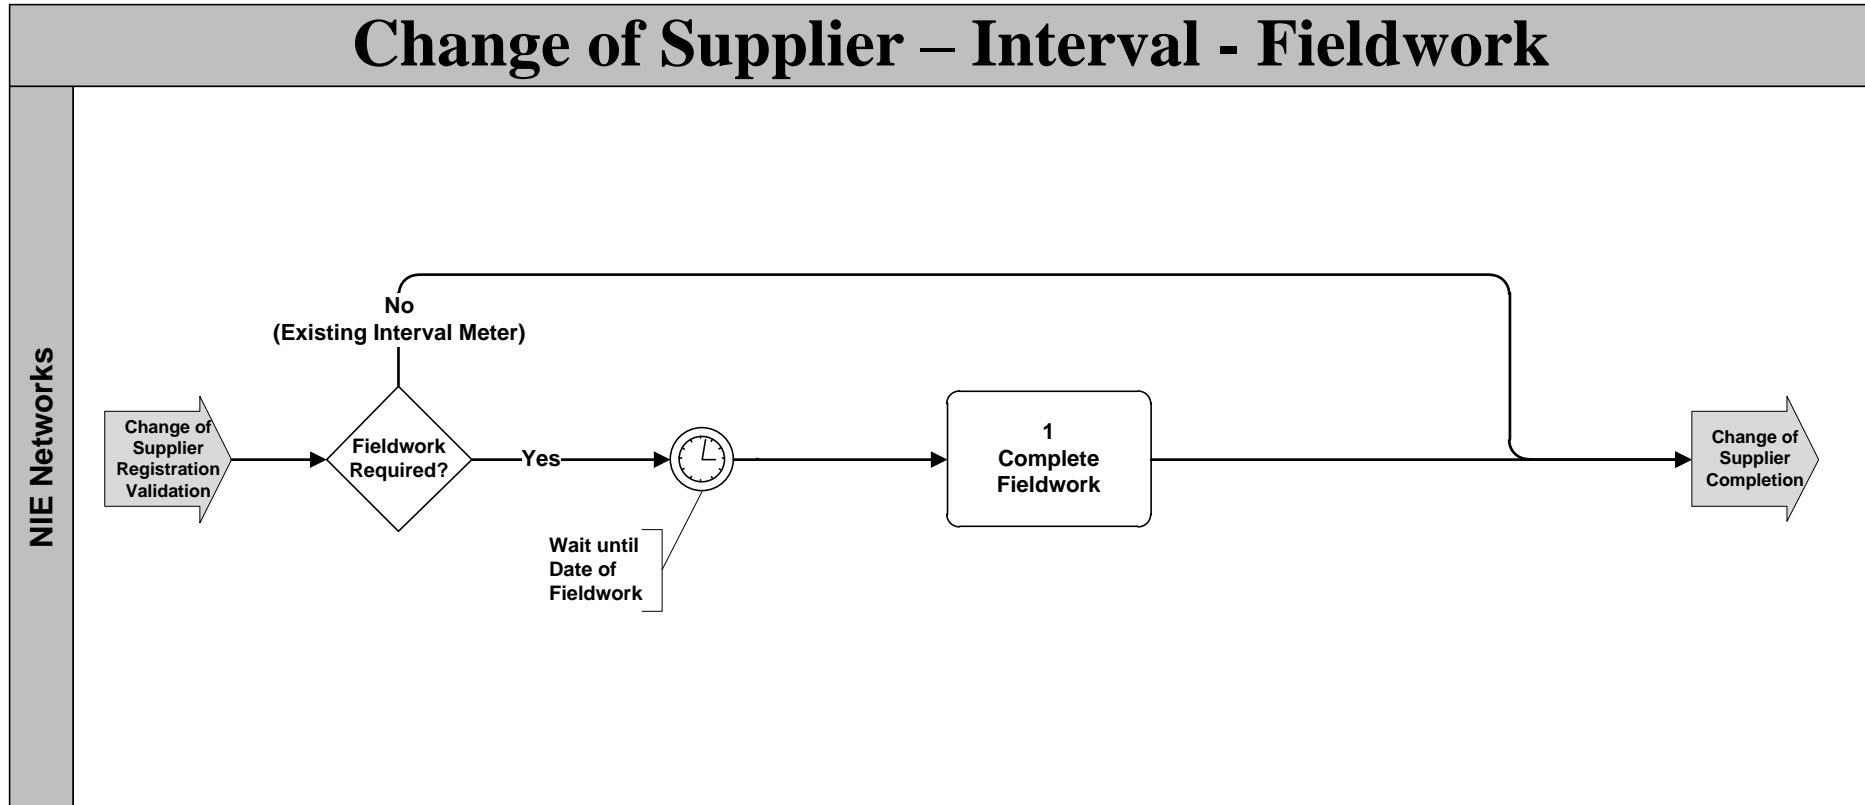 Change of Supplier – Interval - Fieldwork
NIE Networks
Change of
Supplier
Registration
Validation
Fieldwork
Required?
No
(Existing Interval Meter)
Yes
Wait until
Date of
Fieldwork
1
Complete
Fieldwork
Change of
Supplier
Completion